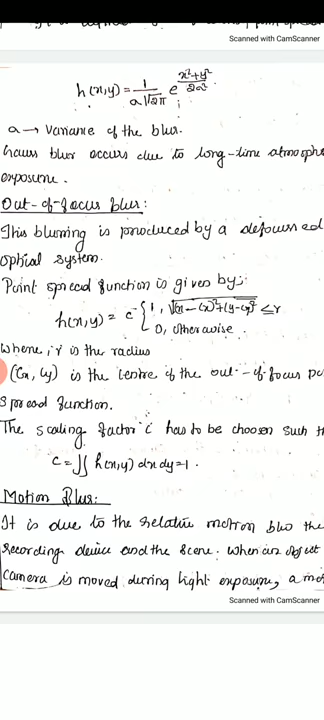 Scanned with CamScanner
h(x,y) = 1/(a√2π) e^(x²+y²/2a²)
a → Variance of the blur.
Gauss blur occurs due to long-time atmosphe
exposure.
Out-of-focus blur:
This blurring is produced by a defoused
optical system.
Point spread function is given by:
h(x,y) = c { 1, √(x-Cx)²+(y-Cy)² ≤ r
0, otherwise.
where, r is the radius
(Cx, Cy) is the centre of the out-of-focus po
spread function.
The scaling factor 'c' has to be chosen such th
C = ∬ h(x,y) dx dy = 1.
Motion Blur:
It is due to the relative motion b/w the
recording device and the scene. When an object
camera is moved during light exposure, a mot
Scanned with CamScanner